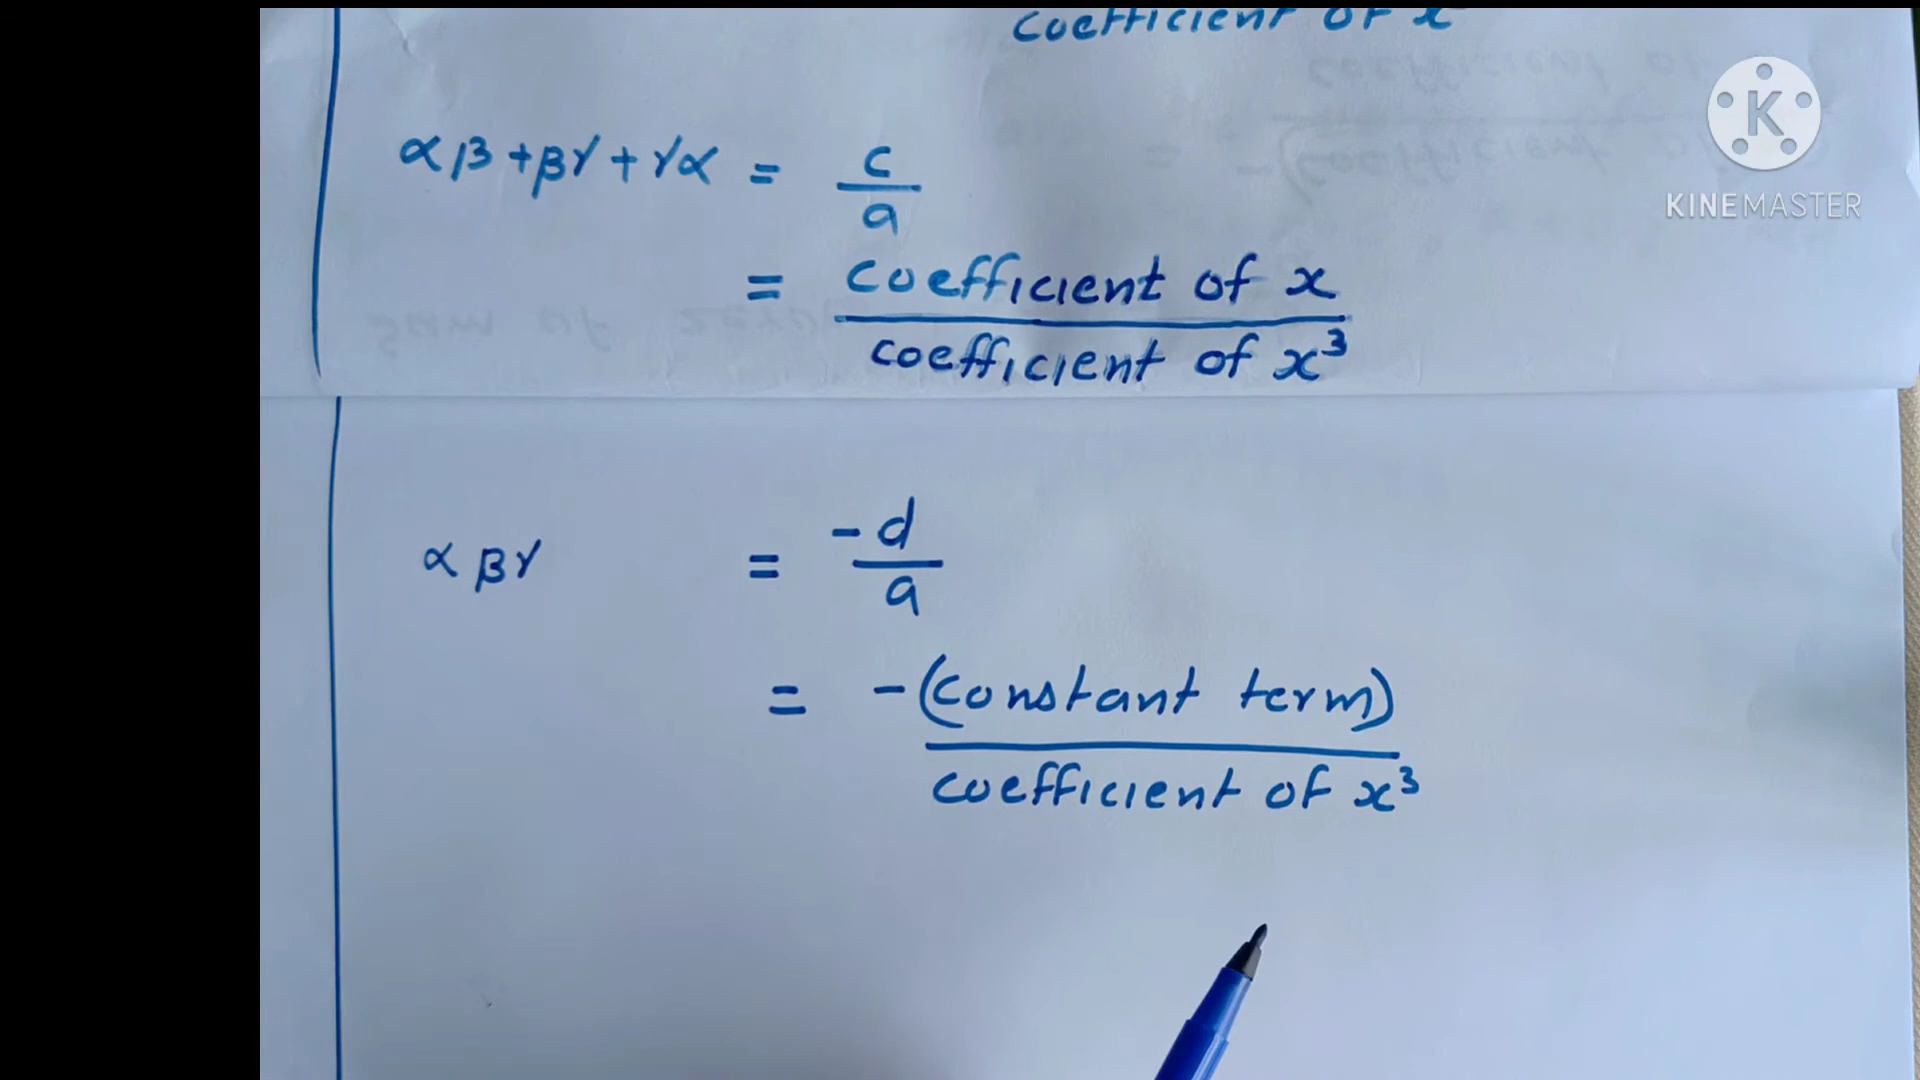 coefficient of x
αβ+βγ+γα = c/a
= coefficient of x / coefficient of x³
αβγ = -d/a
= -(constant term) / coefficient of x³
KINEMASTER